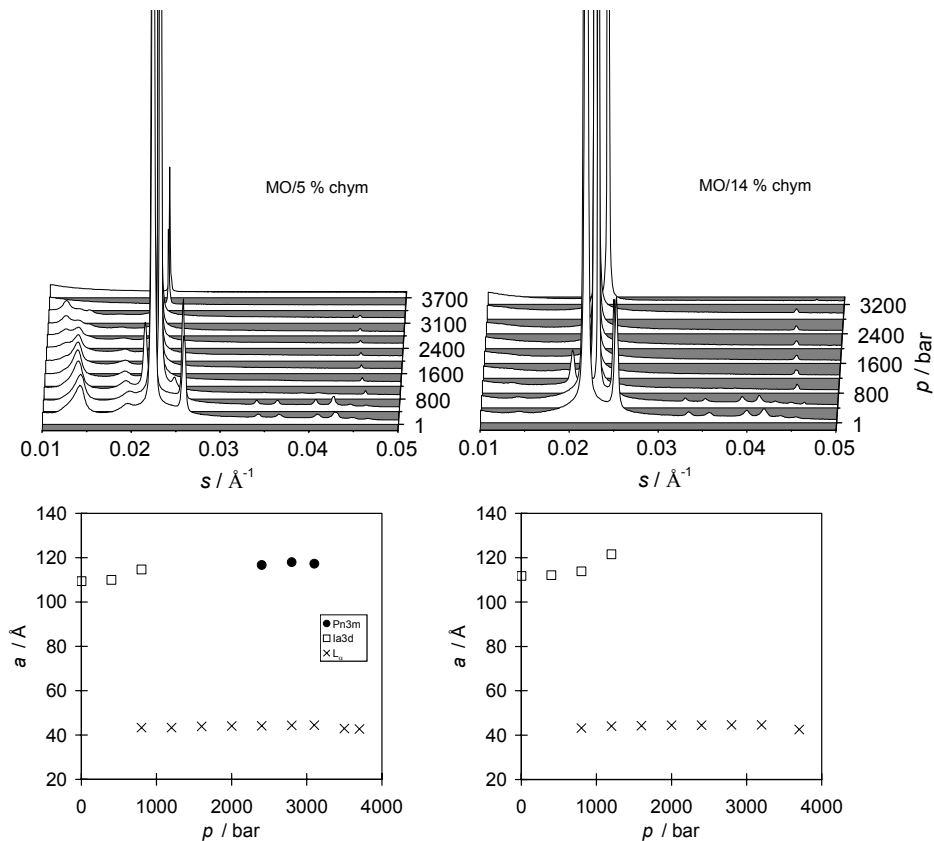 MO/5 % chym
3700
3100
2400
1600
800
1
0.01 0.02 0.03 0.04 0.05
s / Å-1
MO/14 % chym
3200
2400
1600
800
1
p / bar
0.01 0.02 0.03 0.04 0.05
s / Å-1
140
120
100
80
60
40
20
a / Å
0 1000 2000 3000 4000
p / bar
Pn3m
Ia3d
Lα
140
120
100
80
60
40
20
a / Å
0 1000 2000 3000 4000
p / bar